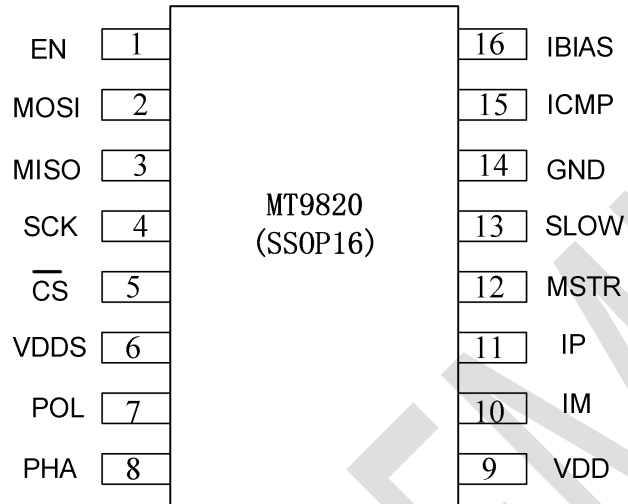 EN 1 16 IBIAS
MOSI 2 15 ICMP
MISO 3 14 GND
MT9820
SCK 4 13 SLOW
(SSOP16)
CS 5 12 MSTR
VDDS 6 11 IP
POL 7 10 IM
PHA 8 9 VDD